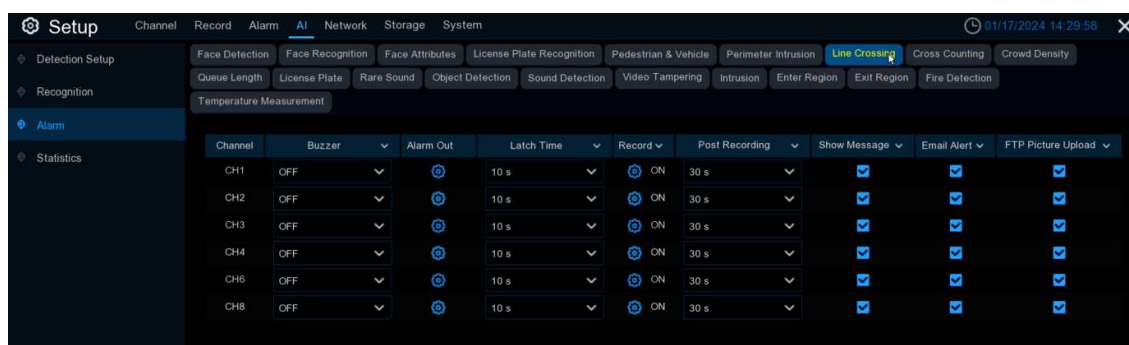 Setup Channel Record Alarm AI Network Storage System 01/17/2024 14:29:58
Detection Setup
Recognition
Alarm
Statistics
Face Detection Face Recognition Face Attributes License Plate Recognition Pedestrian & Vehicle Perimeter Intrusion Line Crossing Cross Counting Crowd Density
Queue Length License Plate Rare Sound Object Detection Sound Detection Video Tampering Intrusion Enter Region Exit Region Fire Detection
Temperature Measurement
Channel Buzzer Alarm Out Latch Time Record Post Recording Show Message Email Alert FTP Picture Upload
CH1 OFF 10 s ON 30 s
CH2 OFF 10 s ON 30 s
CH3 OFF 10 s ON 30 s
CH4 OFF 10 s ON 30 s
CH6 OFF 10 s ON 30 s
CH8 OFF 10 s ON 30 s